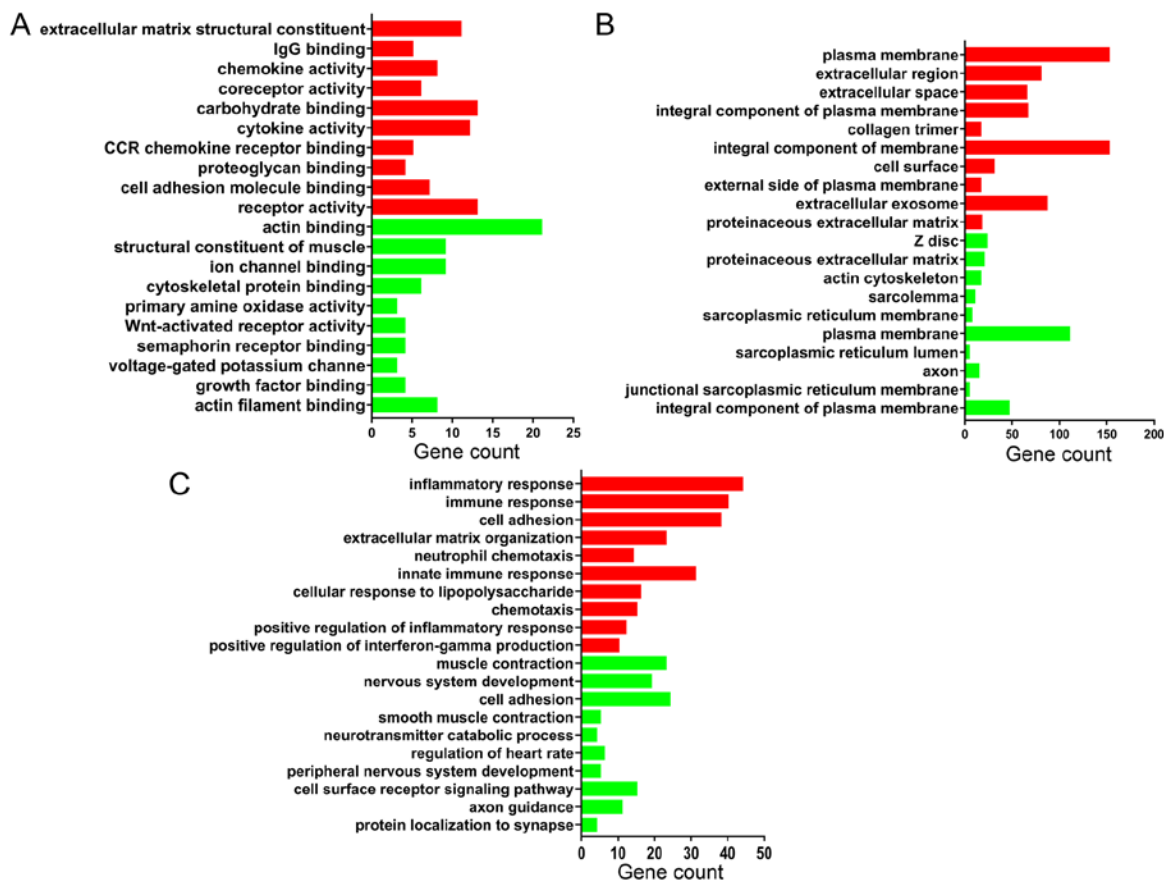 A
extracellular matrix structural constituent
IgG binding
chemokine activity
coreceptor activity
carbohydrate binding
cytokine activity
CCR chemokine receptor binding
proteoglycan binding
cell adhesion molecule binding
receptor activity
actin binding
structural constituent of muscle
ion channel binding
cytoskeletal protein binding
primary amine oxidase activity
Wnt-activated receptor activity
semaphorin receptor binding
voltage-gated potassium channe
growth factor binding
actin filament binding
0 5 10 15 20 25
Gene count
B
plasma membrane
extracellular region
extracellular space
integral component of plasma membrane
collagen trimer
integral component of membrane
cell surface
external side of plasma membrane
extracellular exosome
proteinaceous extracellular matrix
Z disc
proteinaceous extracellular matrix
actin cytoskeleton
sarcolemma
sarcoplasmic reticulum membrane
plasma membrane
sarcoplasmic reticulum lumen
axon
junctional sarcoplasmic reticulum membrane
integral component of plasma membrane
0 50 100 150 200
Gene count
C
inflammatory response
immune response
cell adhesion
extracellular matrix organization
neutrophil chemotaxis
innate immune response
cellular response to lipopolysaccharide
chemotaxis
positive regulation of inflammatory response
positive regulation of interferon-gamma production
muscle contraction
nervous system development
cell adhesion
smooth muscle contraction
neurotransmitter catabolic process
regulation of heart rate
peripheral nervous system development
cell surface receptor signaling pathway
axon guidance
protein localization to synapse
0 10 20 30 40 50
Gene count